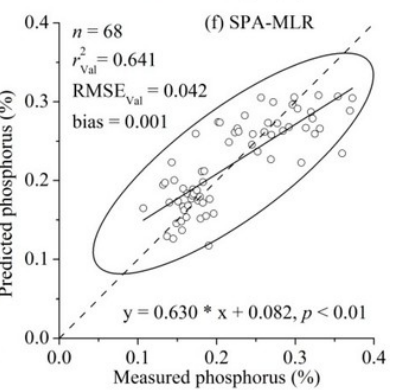 (f) SPA-MLR
n = 68
r²Val = 0.641
RMSEVal = 0.042
bias = 0.001
y = 0.630 * x + 0.082, p < 0.01
Predicted phosphorus (%)
0.4
0.3
0.2
0.1
0.0
0.0 0.1 0.2 0.3 0.4
Measured phosphorus (%)